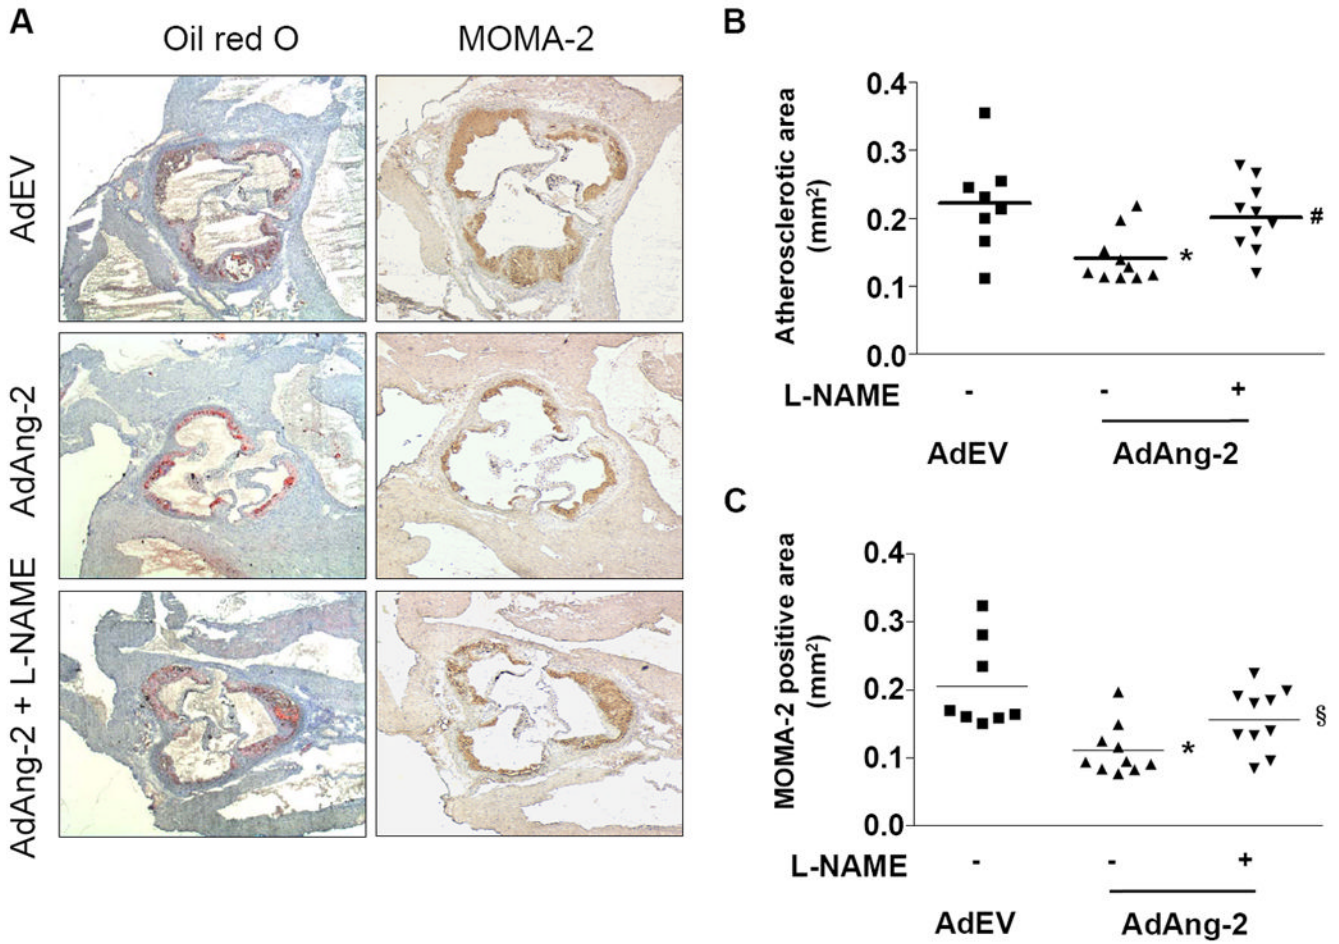 A
Oil red O
MOMA-2
AdEV
AdAng-2
AdAng-2 + L-NAME
B
Atherosclerotic area
(mm²)
0.4
0.3
0.2
0.1
0.0
*
#
L-NAME - - +
AdEV AdAng-2
C
MOMA-2 positive area
(mm²)
0.4
0.3
0.2
0.1
0.0
*
§
L-NAME - - +
AdEV AdAng-2